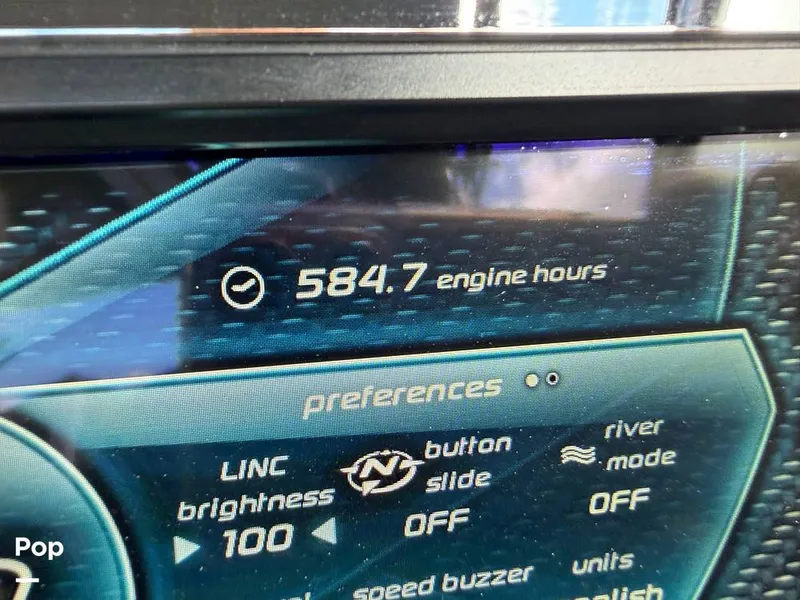 584.7 engine hours
preferences
LINC
brightness
100
N
button
slide
OFF
river
mode
OFF
Pop
speed buzzer
units